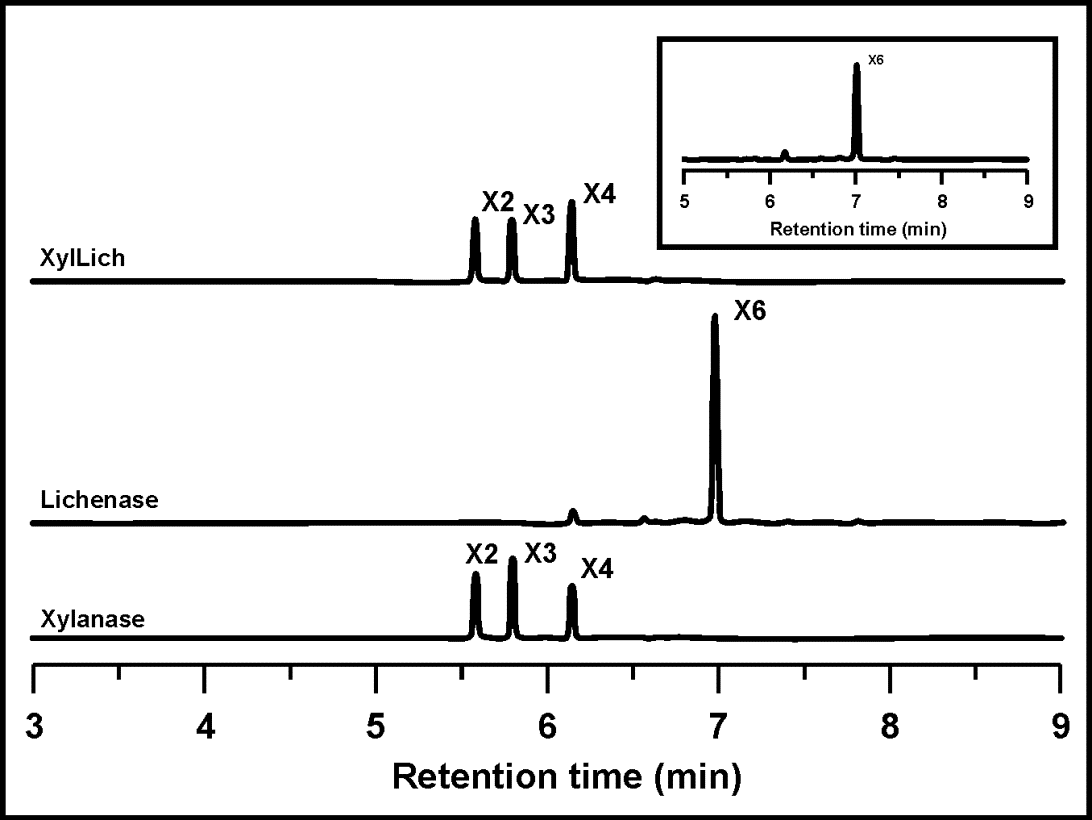 X6
5 6 7 8 9
Retention time (min)
X2 X3 X4
XylLich
X6
Lichenase
X2 X3 X4
Xylanase
3 4 5 6 7 8 9
Retention time (min)